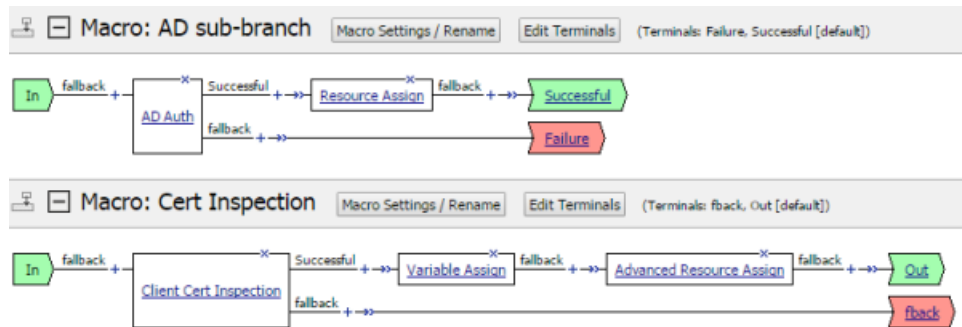 Macro: AD sub-branch Macro Settings / Rename Edit Terminals (Terminals: Failure, Successful [default])
In fallback + AD Auth Successful + Resource Assign fallback + Successful
fallback + Failure
Macro: Cert Inspection Macro Settings / Rename Edit Terminals (Terminals: fback, Out [default])
In fallback + Client Cert Inspection Successful + Variable Assign fallback + Advanced Resource Assign fallback + Out
fallback + fback